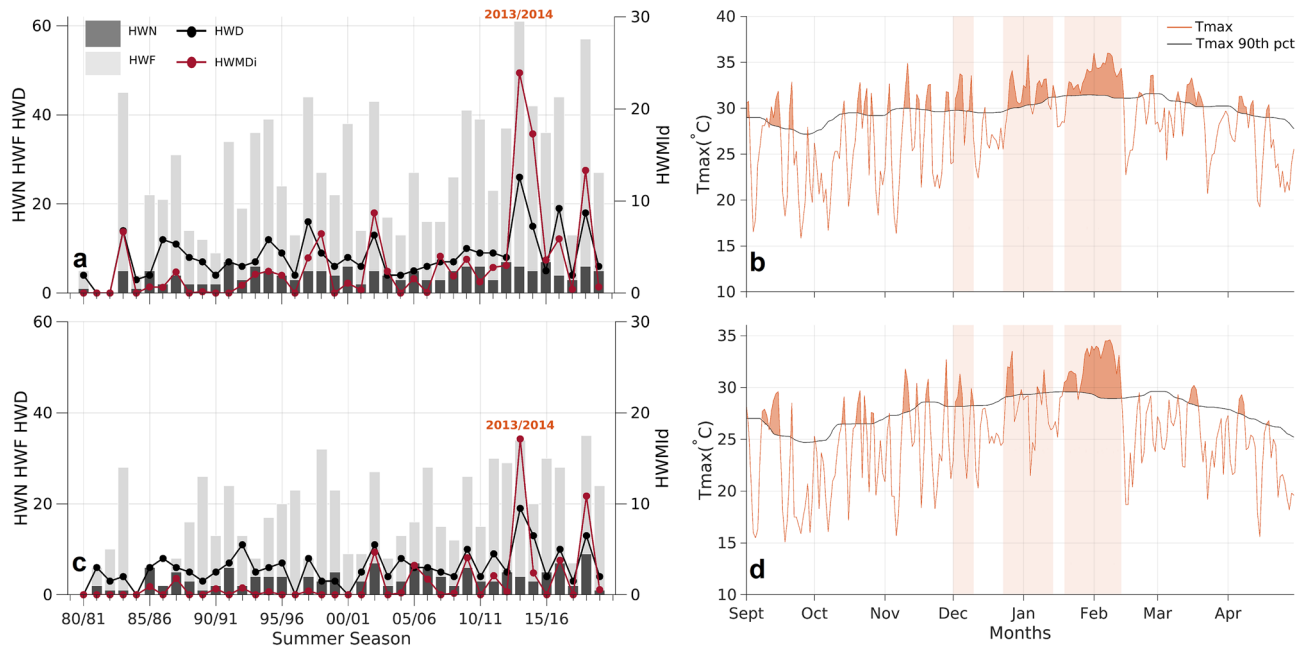 60
40
20
0
HWN HWF HWD
HWN
HWF
HWD
HWMDi
2013/2014
30
20
10
0
HWMId
a
40
35
30
25
20
15
10
Tmax(°C)
Tmax
Tmax 90th pct
b
60
40
20
0
HWN HWF HWD
2013/2014
30
20
10
0
HWMId
c
80/81 85/86 90/91 95/96 00/01 05/06 10/11 15/16
Summer Season
35
30
25
20
15
10
Tmax(°C)
d
Sept Oct Nov Dec Jan Feb Mar Apr
Months